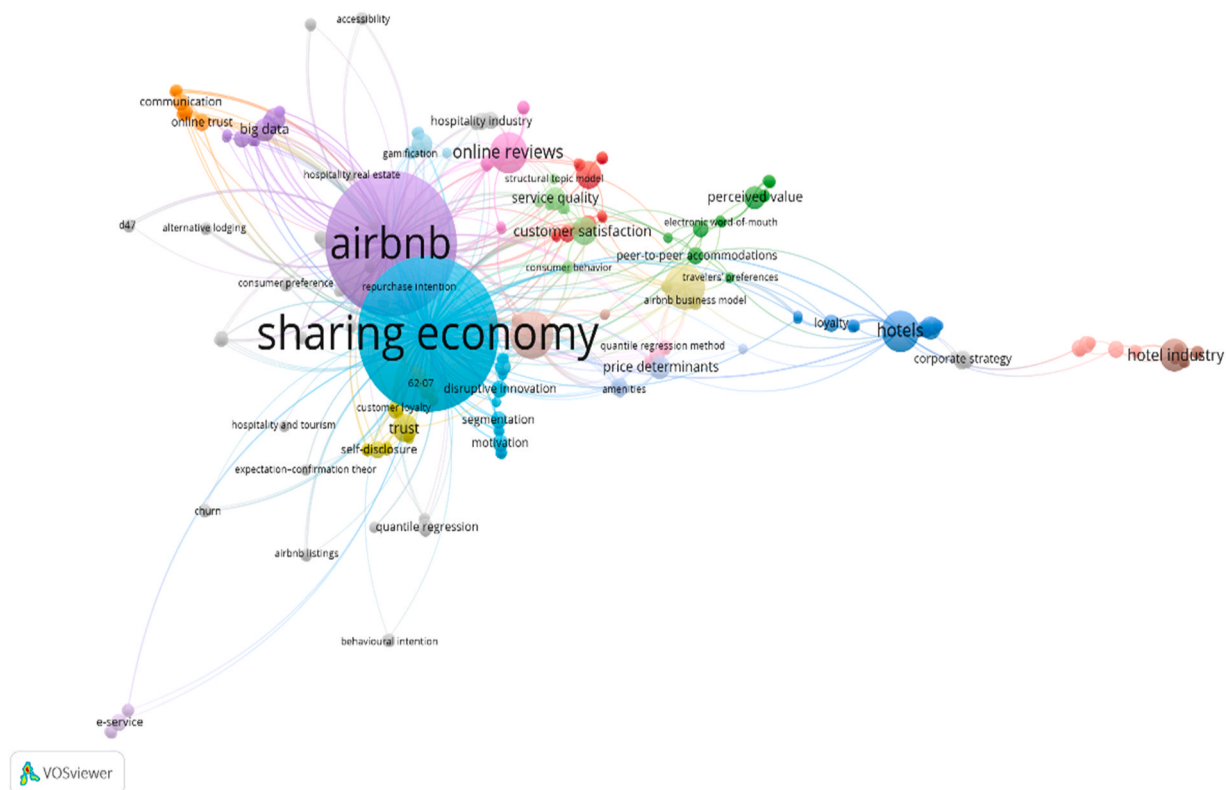 accessibility
communication
online trust
big data
hospitality industry
gamification
online reviews
hospitality real estate
structural topic model
service quality
perceived value
d47
alternative lodging
airbnb
customer satisfaction
electronic word-of-mouth
peer-to-peer accommodations
consumer behavior
travelers' preferences
consumer preference
repurchase intention
airbnb business model
sharing economy
loyalty
hotels
quantile regression method
corporate strategy
hotel industry
price determinants
62-07
disruptive innovation
amenities
customer loyalty
hospitality and tourism
trust
segmentation
motivation
self-disclosure
expectation–confirmation theor
churn
quantile regression
airbnb listings
behavioural intention
e-service
VOSviewer